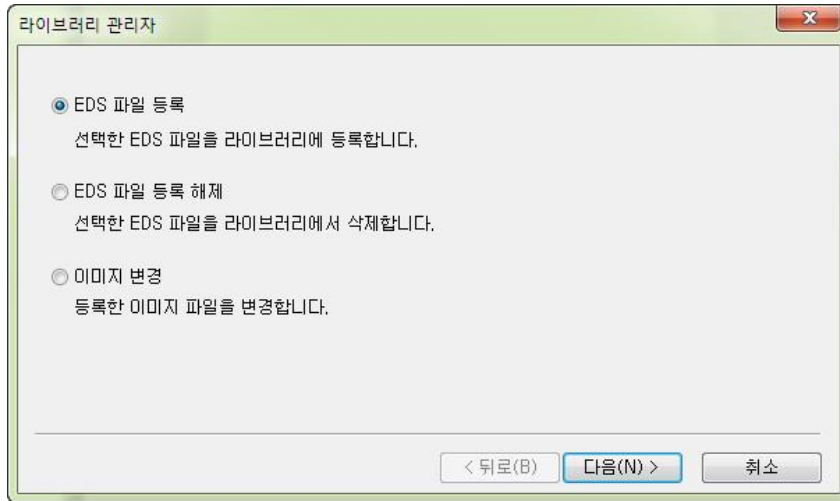 라이브러리 관리자
EDS 파일 등록
선택한 EDS 파일을 라이브러리에 등록합니다.
EDS 파일 등록 해제
선택한 EDS 파일을 라이브러리에서 삭제합니다.
이미지 변경
등록한 이미지 파일을 변경합니다.
< 뒤로(B) 다음(N) > 취소